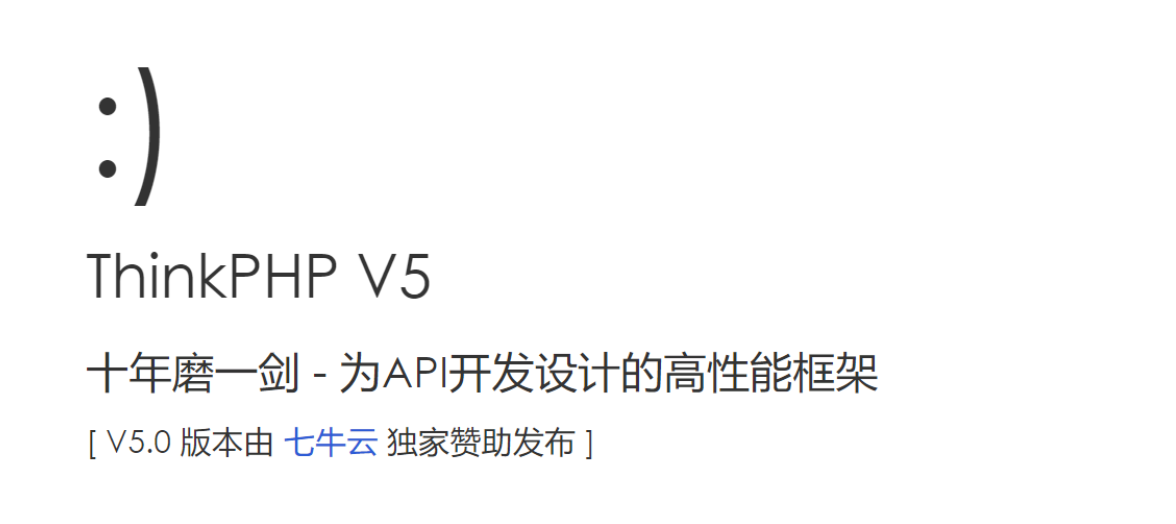 :)
ThinkPHP V5
十年磨一剑 - 为API开发设计的高性能框架
[ V5.0 版本由 七牛云 独家赞助发布 ]